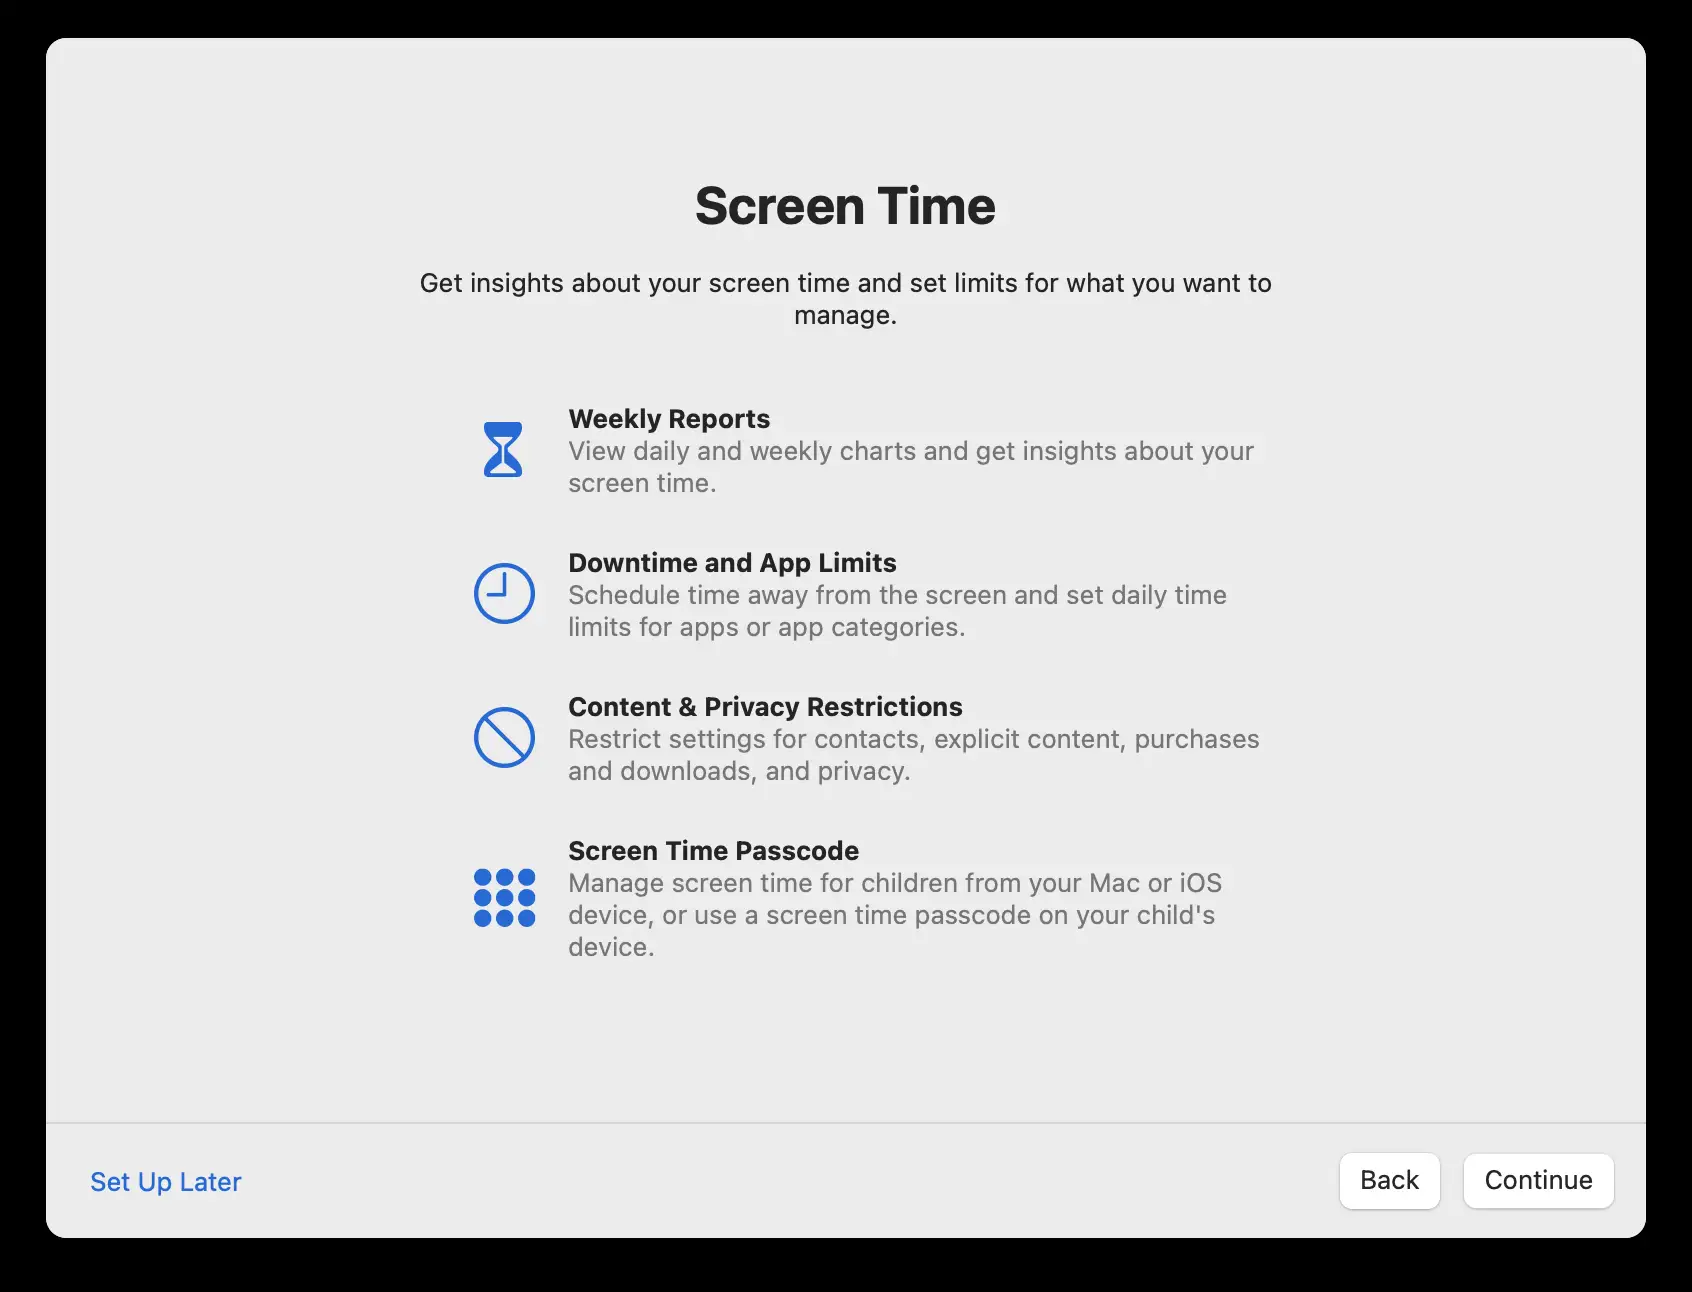 Screen Time
Get insights about your screen time and set limits for what you want to
manage.
Weekly Reports
View daily and weekly charts and get insights about your
screen time.
Downtime and App Limits
Schedule time away from the screen and set daily time
limits for apps or app categories.
Content & Privacy Restrictions
Restrict settings for contacts, explicit content, purchases
and downloads, and privacy.
Screen Time Passcode
Manage screen time for children from your Mac or iOS
device, or use a screen time passcode on your child's
device.
Set Up Later
Back
Continue